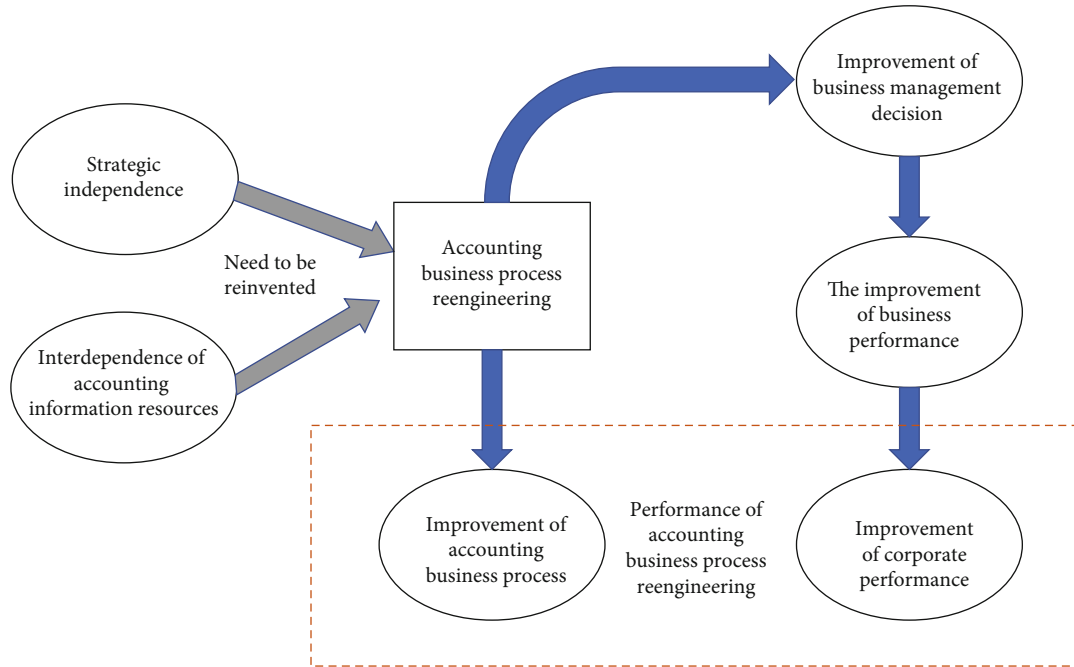 Strategic
independence
Need to be
reinvented
Interdependence of
accounting
information resources
Accounting
business process
reengineering
Improvement of
business management
decision
The improvement
of business
performance
Improvement of
accounting
business process
Performance of
accounting
business process
reengineering
Improvement
of corporate
performance